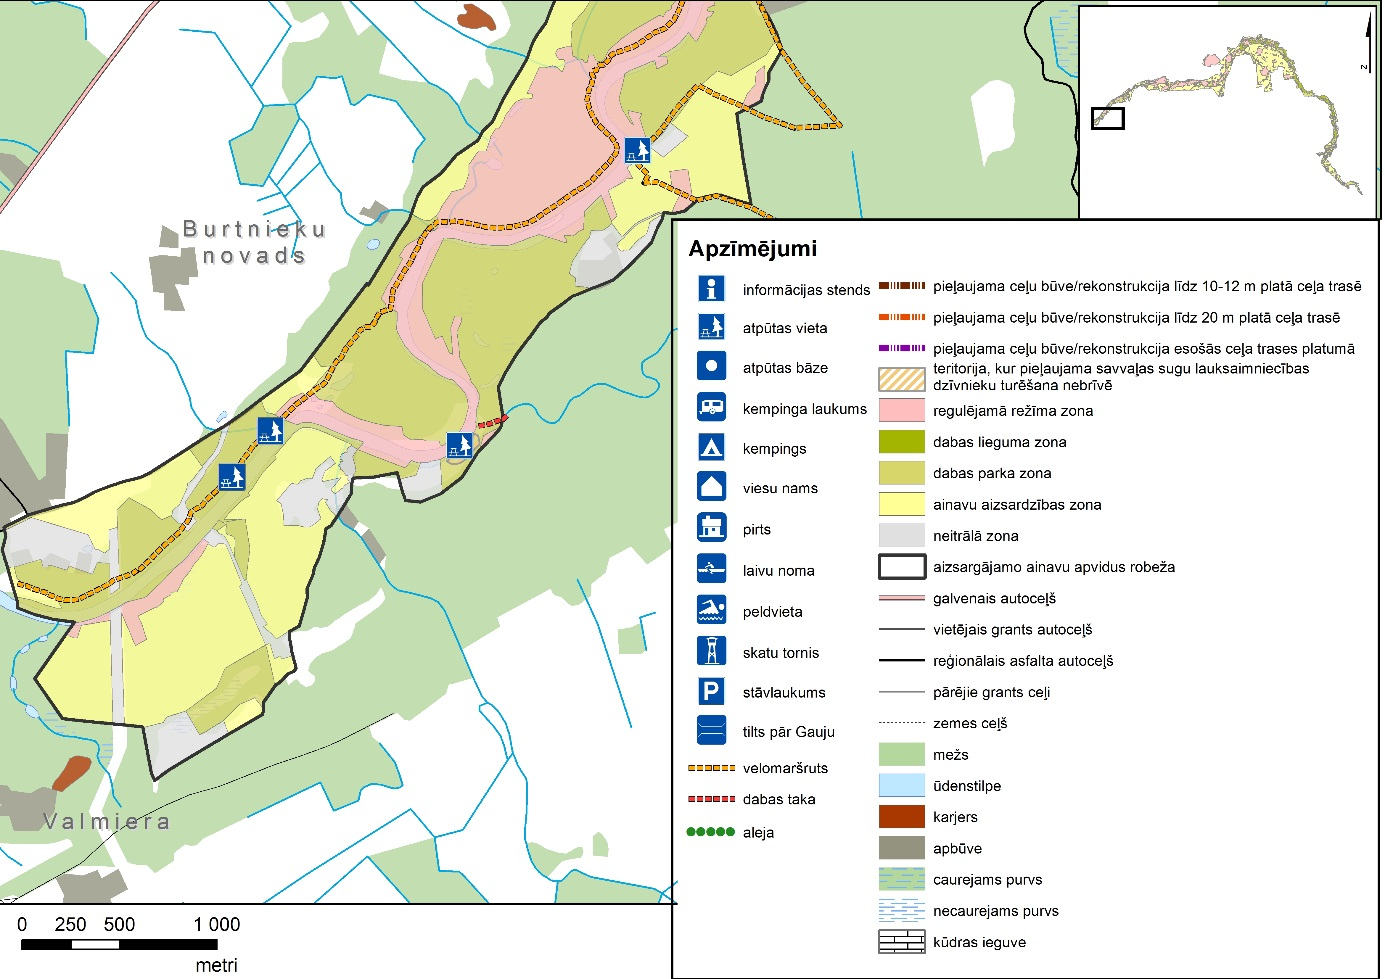 z
Burtnieku
novads
Valmiera
0 250 500 1 000
metri
Apzīmējumi
informācijas stends
atpūtas vieta
atpūtas bāze
kempinga laukums
kempings
viesu nams
pirts
laivu noma
peldvieta
skatu tornis
P stāvlaukums
tilts pār Gauju
velomaršruts
dabas taka
aleja
pieļaujama ceļu būve/rekonstrukcija līdz 10-12 m platā ceļa trasē
pieļaujama ceļu būve/rekonstrukcija līdz 20 m platā ceļa trasē
pieļaujama ceļu būve/rekonstrukcija esošās ceļa trases platumā
teritorija, kur pieļaujama savvaļas sugu lauksaimniecības
dzīvnieku turēšana nebrīvē
regulējamā režīma zona
dabas lieguma zona
dabas parka zona
ainavu aizsardzības zona
neitrālā zona
aizsargājamo ainavu apvidus robeža
galvenais autoceļš
vietējais grants autoceļš
reģionālais asfalta autoceļš
pārējie grants ceļi
zemes ceļš
mežs
ūdenstilpe
karjers
apbūve
caurejams purvs
necaurejams purvs
kūdras ieguve